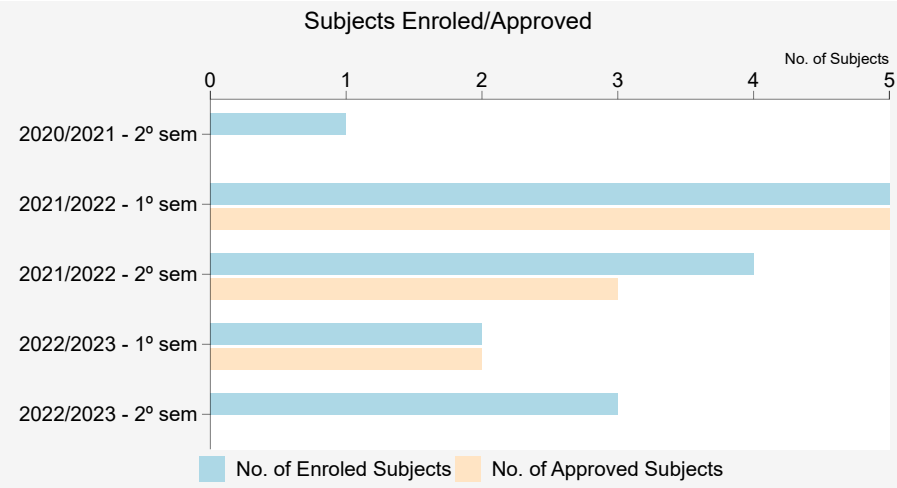 Subjects Enroled/Approved
No. of Subjects
0 1 2 3 4 5
2020/2021 - 2º sem
2021/2022 - 1º sem
2021/2022 - 2º sem
2022/2023 - 1º sem
2022/2023 - 2º sem
No. of Enroled Subjects No. of Approved Subjects